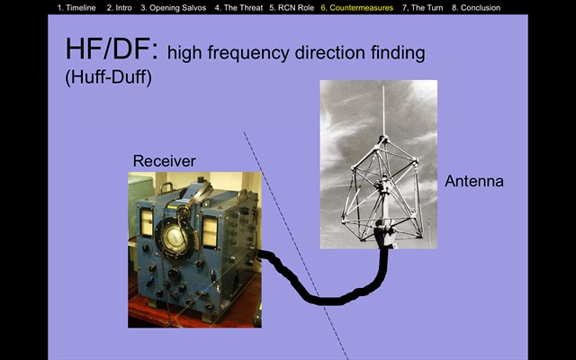 1. Timeline 2. Intro 3. Opening Salvos 4. The Threat 5. RCN Role 6. Countermeasures 7, The Turn 8. Conclusion
HF/DF: high frequency direction finding
(Huff-Duff)
Receiver
Antenna